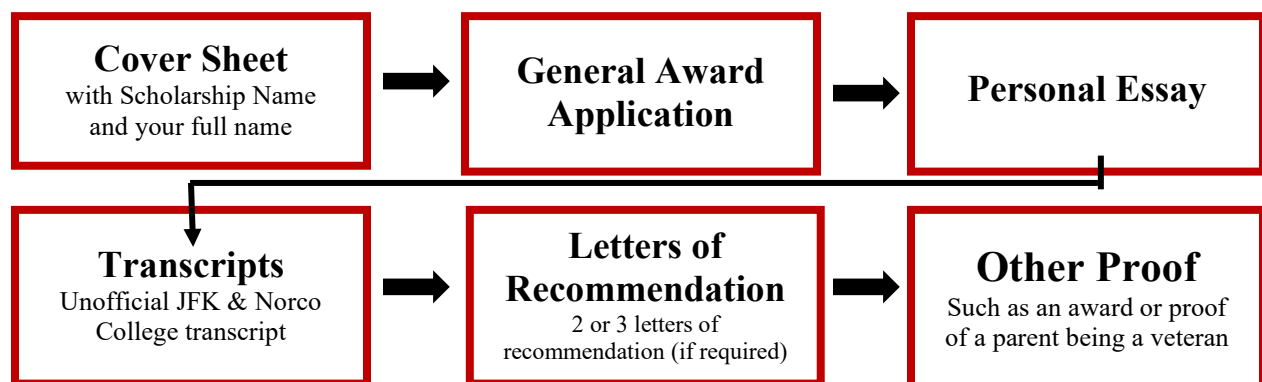 Cover Sheet
with Scholarship Name
and your full name
General Award
Application
Personal Essay
Transcripts
Unofficial JFK & Norco
College transcript
Letters of
Recommendation
2 or 3 letters of
recommendation (if required)
Other Proof
Such as an award or proof
of a parent being a veteran